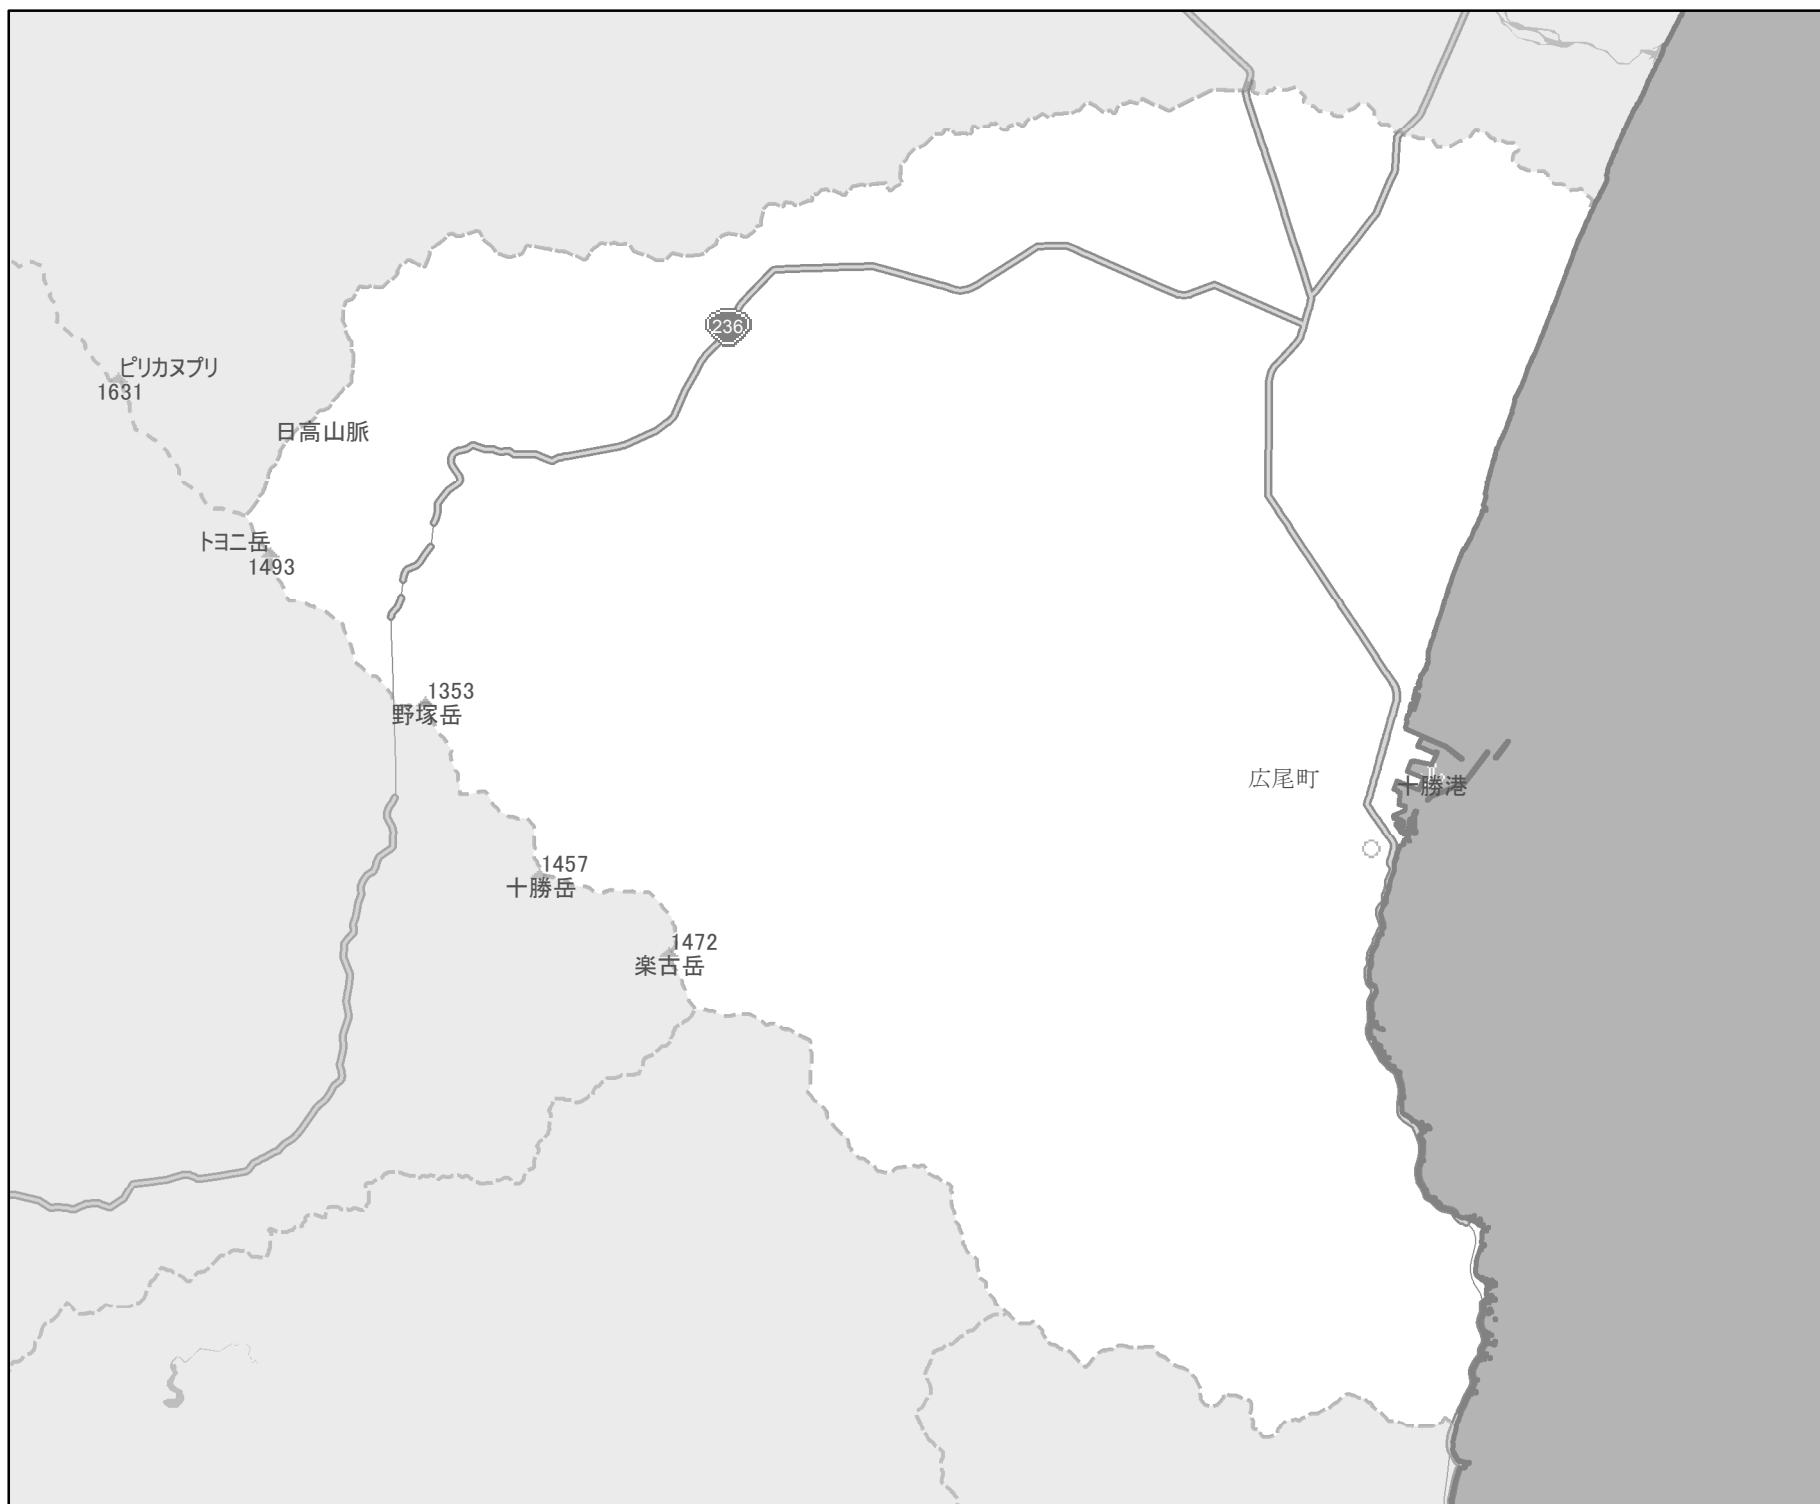 236
ピリカヌプリ
1631
日高山脈
トヨニ岳
1493
1353
野塚岳
広尾町
十勝港
1457
十勝岳
1472
楽古岳